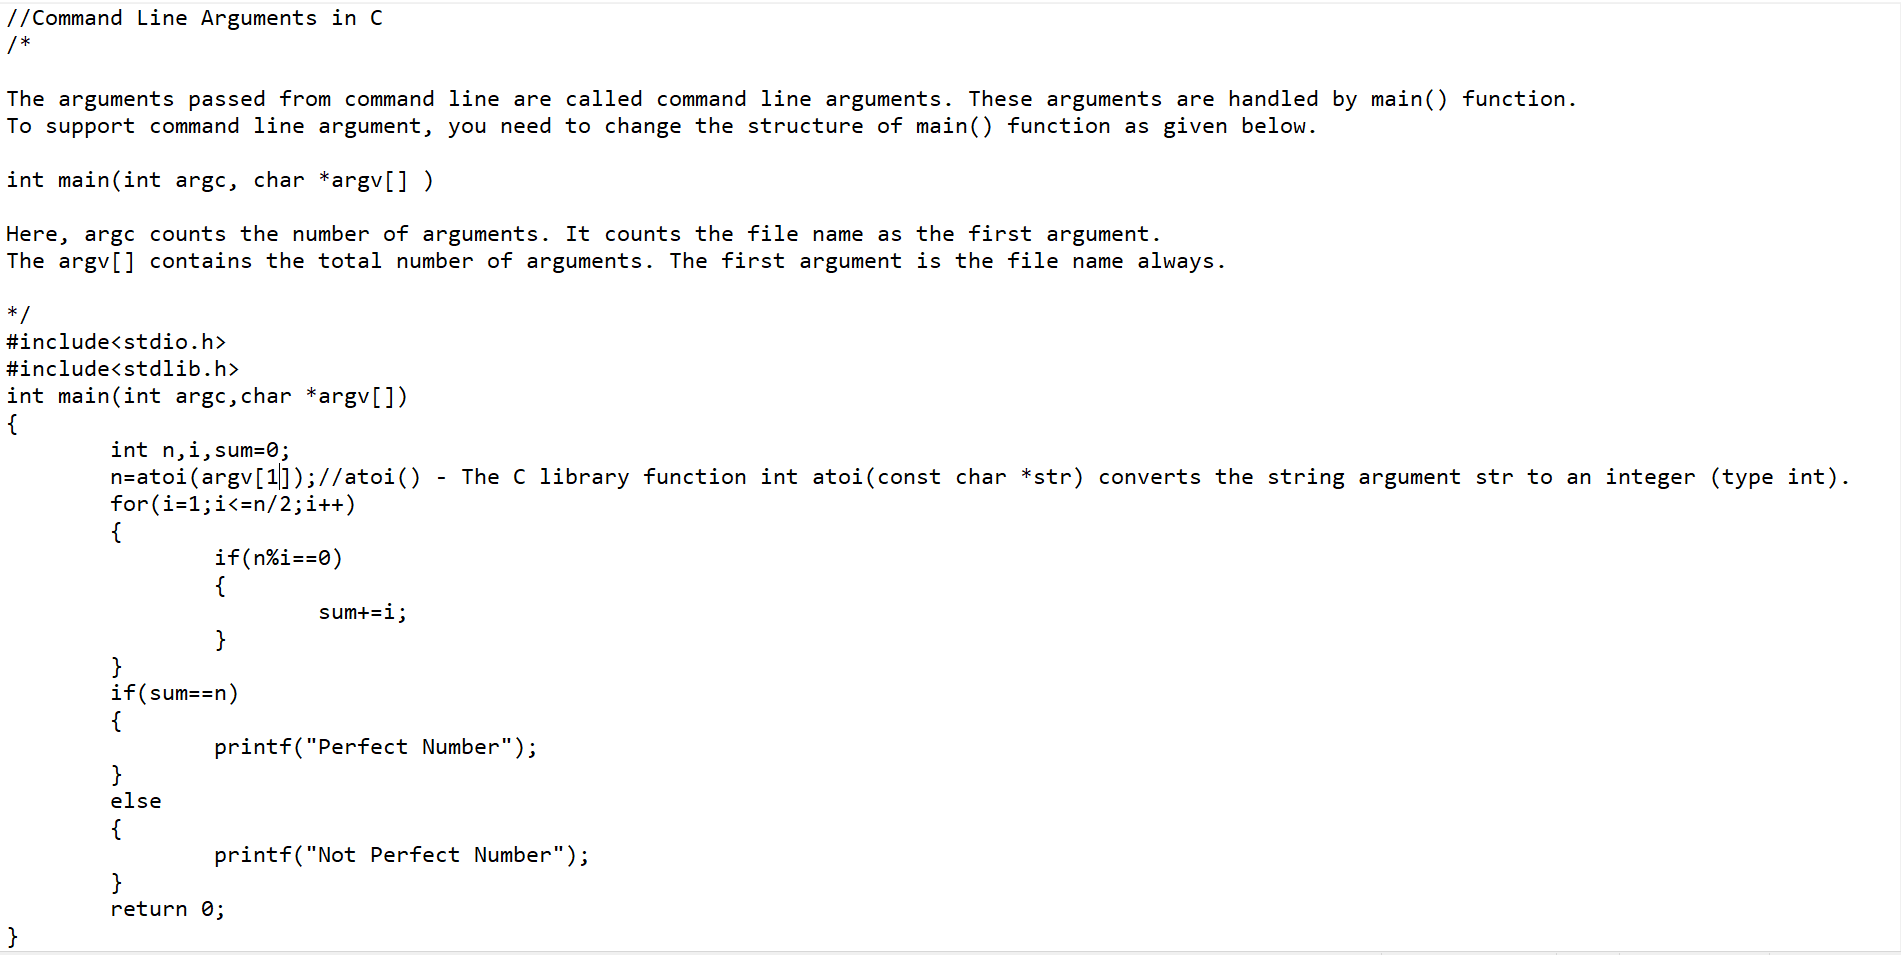 //Command Line Arguments in C
/*
The arguments passed from command line are called command line arguments. These arguments are handled by main() function.
To support command line argument, you need to change the structure of main() function as given below.
int main(int argc, char *argv[] )
Here, argc counts the number of arguments. It counts the file name as the first argument.
The argv[] contains the total number of arguments. The first argument is the file name always.
*/
#include<stdio.h>
#include<stdlib.h>
int main(int argc,char *argv[])
{
        int n,i,sum=0;
        n=atoi(argv[1]);//atoi() - The C library function int atoi(const char *str) converts the string argument str to an integer (type int).
        for(i=1;i<=n/2;i++)
        {
                if(n%i==0)
                {
                        sum+=i;
                }
        }
        if(sum==n)
        {
                printf("Perfect Number");
        }
        else
        {
                printf("Not Perfect Number");
        }
        return 0;
}